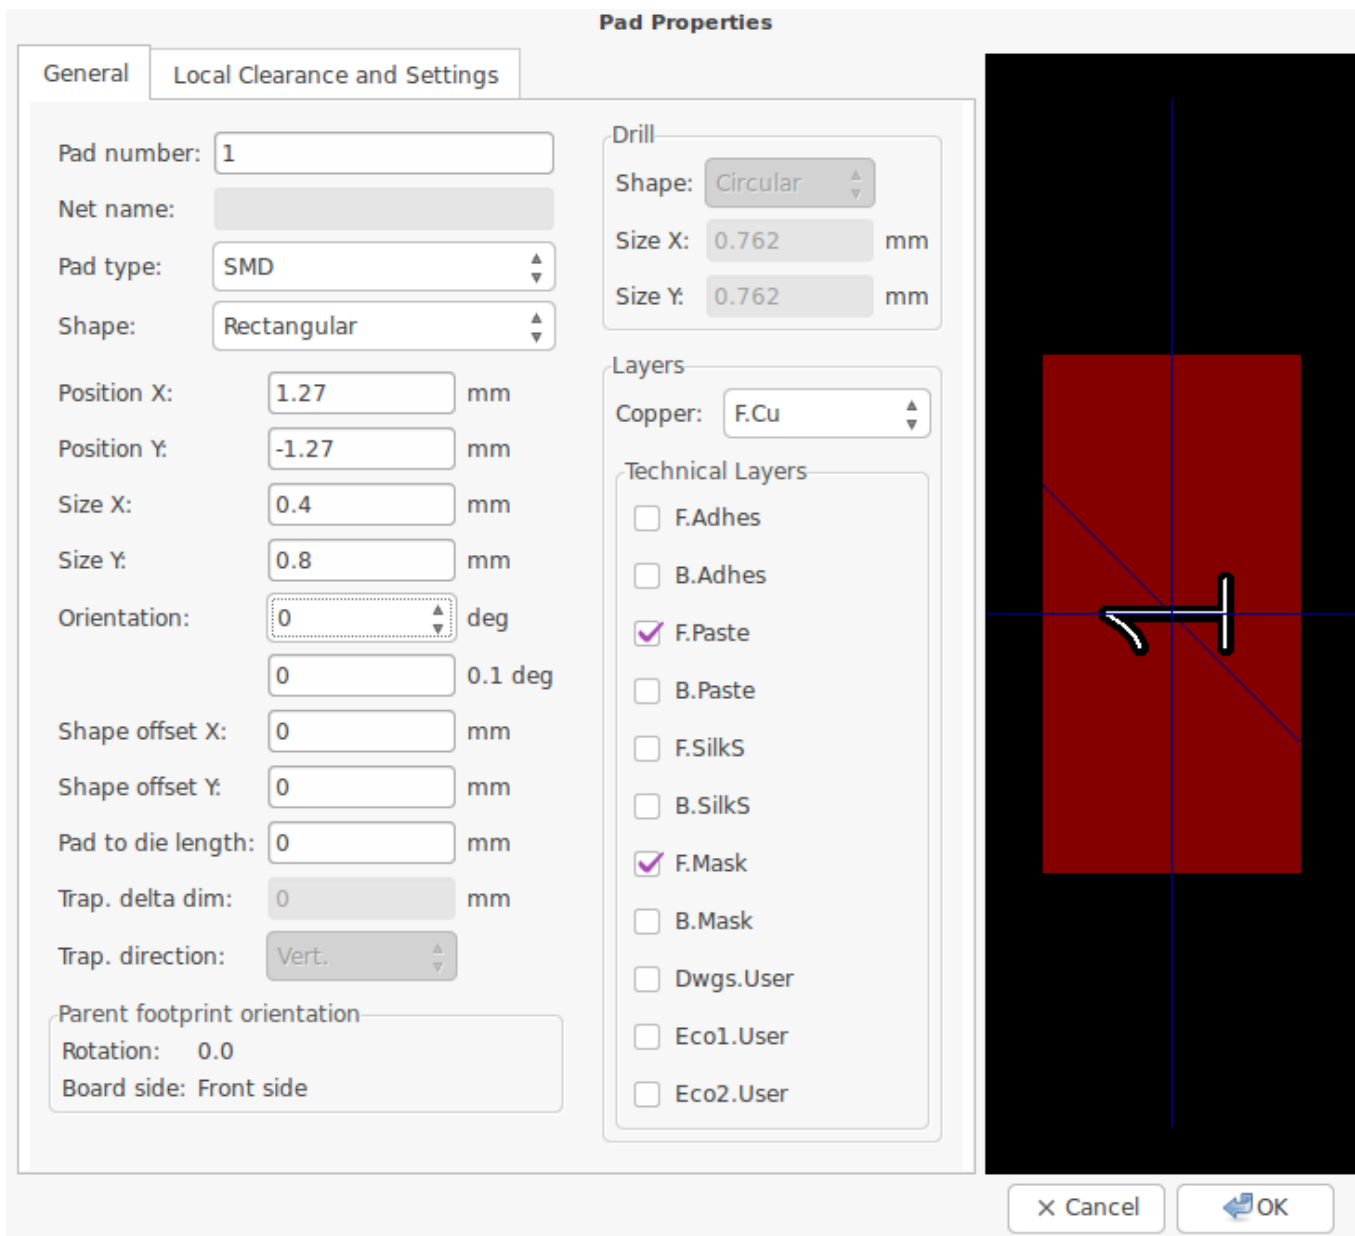 Pad Properties
General
Local Clearance and Settings
Pad number: 1
Net name:
Pad type: SMD
Shape: Rectangular
Position X: 1.27 mm
Position Y: -1.27 mm
Size X: 0.4 mm
Size Y: 0.8 mm
Orientation: 0 deg
0 0.1 deg
Shape offset X: 0 mm
Shape offset Y: 0 mm
Pad to die length: 0 mm
Trap. delta dim: 0 mm
Trap. direction: Vert.
Parent footprint orientation
Rotation: 0.0
Board side: Front side
Drill
Shape: Circular
Size X: 0.762 mm
Size Y: 0.762 mm
Layers
Copper: F.Cu
Technical Layers
F.Adhes
B.Adhes
F.Paste
B.Paste
F.SilkS
B.SilkS
F.Mask
B.Mask
Dwgs.User
Eco1.User
Eco2.User
1
Cancel
OK